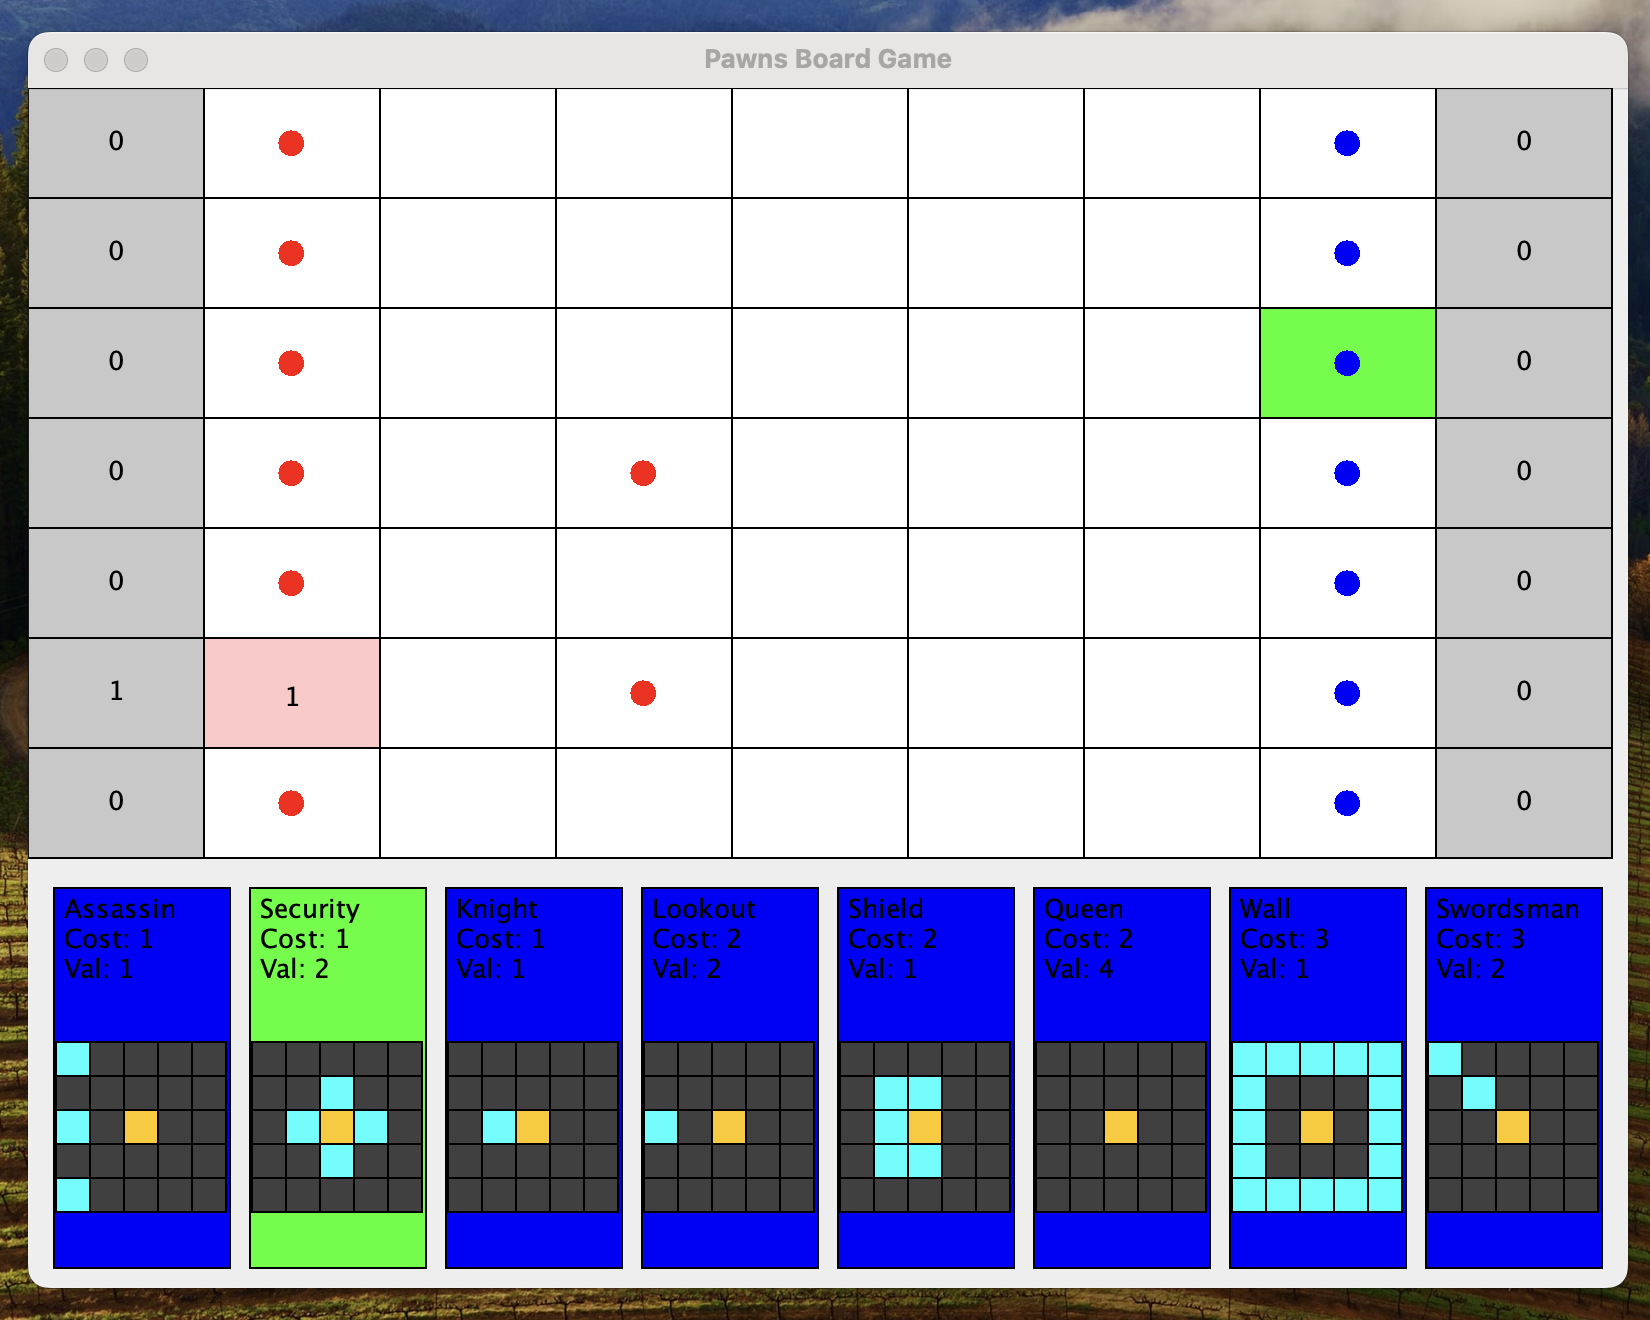 Pawns Board Game
0 0
0 0
0 0
0 0
0 0
1 1 0
0 0
Assassin
Cost: 1
Val: 1
Security
Cost: 1
Val: 2
Knight
Cost: 1
Val: 1
Lookout
Cost: 2
Val: 2
Shield
Cost: 2
Val: 1
Queen
Cost: 2
Val: 4
Wall
Cost: 3
Val: 1
Swordsman
Cost: 3
Val: 2